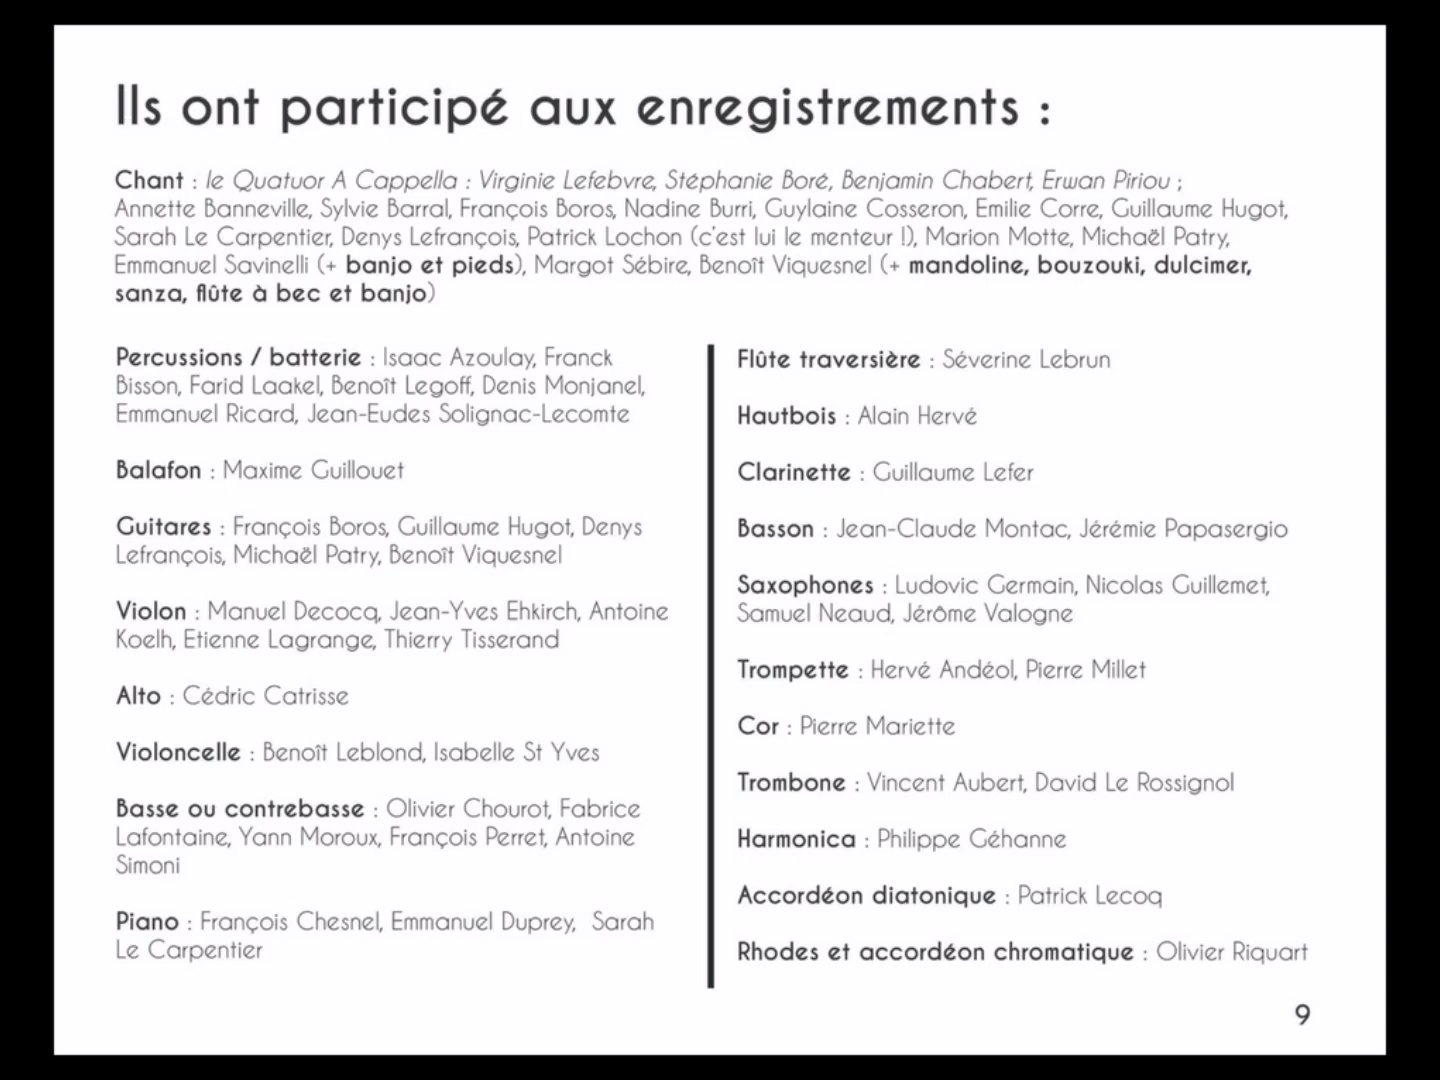 Ils ont participé aux enregistrements :
Chant : le Quatuor A Cappella : Virginie Lefebvre, Stéphanie Boré, Benjamin Chabert, Erwan Piriou ;
Annette Banneville, Sylvie Barral, François Boros, Nadine Burri, Guylaine Cosseron, Emilie Corre, Guillaume Hugot,
Sarah Le Carpentier, Denys Lefrançois, Patrick Lochon (c'est lui le menteur !), Marion Motte, Michaël Patry,
Emmanuel Savinelli (+ banjo et pieds), Margot Sébire, Benoît Viquesnel (+ mandoline, bouzouki, dulcimer,
sanza, flûte à bec et banjo)
Percussions / batterie : Isaac Azoulay, Franck
Bisson, Farid Laakel, Benoît Legoff, Denis Monjanel,
Emmanuel Ricard, Jean-Eudes Solignac-Lecomte
Balafon : Maxime Guillouet
Guitares : François Boros, Guillaume Hugot, Denys
Lefrançois, Michaël Patry, Benoît Viquesnel
Violon : Manuel Decocq, Jean-Yves Ehkirch, Antoine
Koelh, Etienne Lagrange, Thierry Tisserand
Alto : Cédric Catrisse
Violoncelle : Benoît Leblond, Isabelle St Yves
Basse ou contrebasse : Olivier Chourot, Fabrice
Lafontaine, Yann Moroux, François Perret, Antoine
Simoni
Piano : François Chesnel, Emmanuel Duprey,  Sarah
Le Carpentier
Flûte traversière : Séverine Lebrun
Hautbois : Alain Hervé
Clarinette : Guillaume Lefer
Basson : Jean-Claude Montac, Jérémie Papasergio
Saxophones : Ludovic Germain, Nicolas Guillemet,
Samuel Neaud, Jérôme Valogne
Trompette : Hervé Andéol, Pierre Millet
Cor : Pierre Mariette
Trombone : Vincent Aubert, David Le Rossignol
Harmonica : Philippe Géhanne
Accordéon diatonique : Patrick Lecoq
Rhodes et accordéon chromatique : Olivier Riquart
9